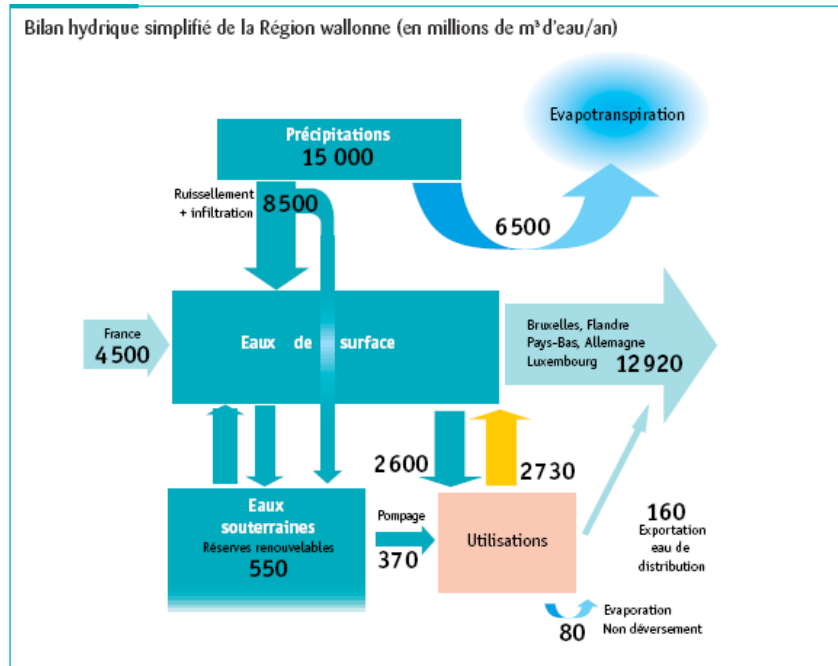 Bilan hydrique simplifié de la Région wallonne (en millions de m³ d'eau/an)
Evapotranspiration
Précipitations
15 000
Ruissellement
+ infiltration
8 500
6 500
France
4 500
Eaux de surface
Bruxelles, Flandre
Pays-Bas, Allemagne
Luxembourg 12 920
2 600
2 730
Eaux
souterraines
Réserves renouvelables
550
Pompage
370
Utilisations
160
Exportation
eau de
distribution
Evaporation
Non déversement
80